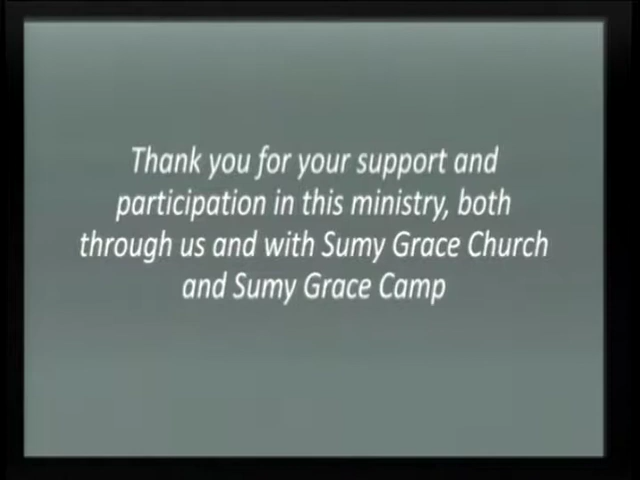 Thank you for your support and
participation in this ministry, both
through us and with Sumy Grace Church
and Sumy Grace Camp